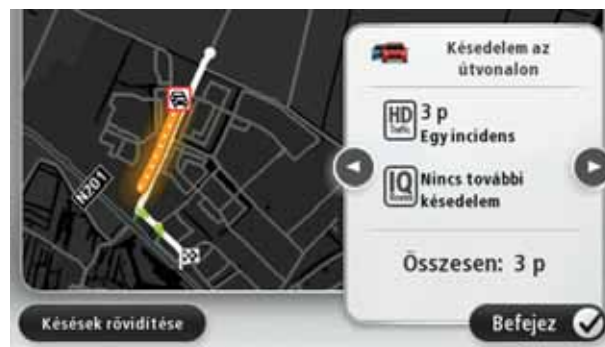 Késedelem az
útvonalon
HD
Traffic
3 p
Egy incidens
IQ
Routes
Nincs további
késedelem
Összesen: 3 p
N201
Késések rövidítése
Befejez